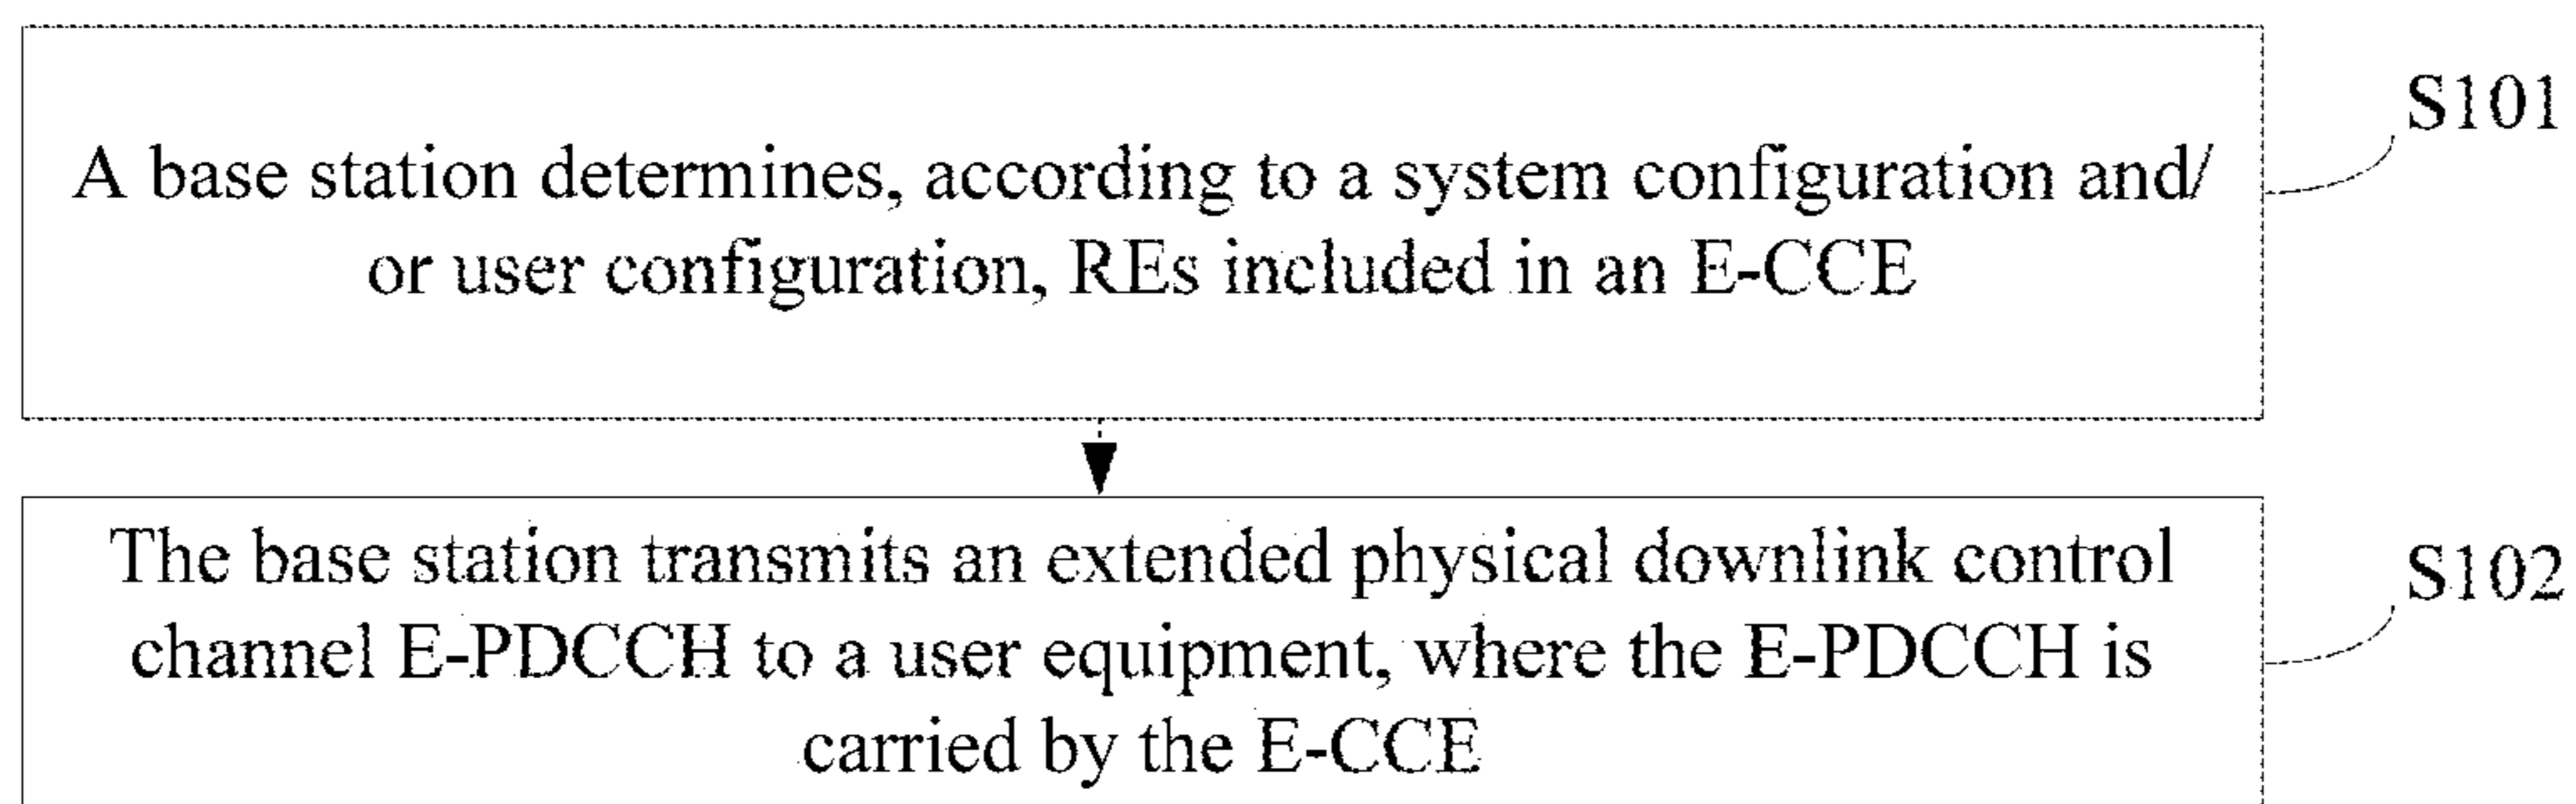 A base station determines, according to a system configuration and/
or user configuration, REs included in an E-CCE
S101
The base station transmits an extended physical downlink control
channel E-PDCCH to a user equipment, where the E-PDCCH is
carried by the E-CCE
S102